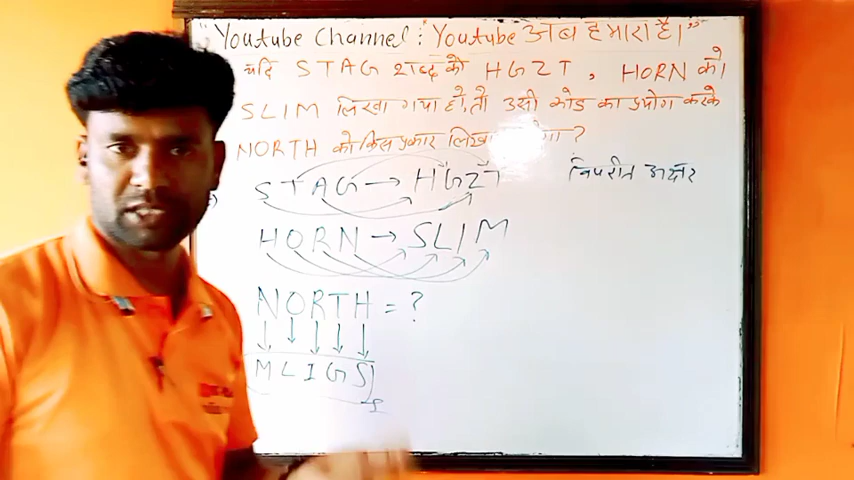 Youtube Channel: "Youtube अब हमारा है।"
यदि STAG शब्द को HGZT, HORN को
SLIM लिखा गया हो, तो उसी कोड का प्रयोग करके
NORTH को किस प्रकार लिखा ?
STAG → HGZT विपरीत अक्षर
HORN → SLIM
NORTH = ?
MLIGS